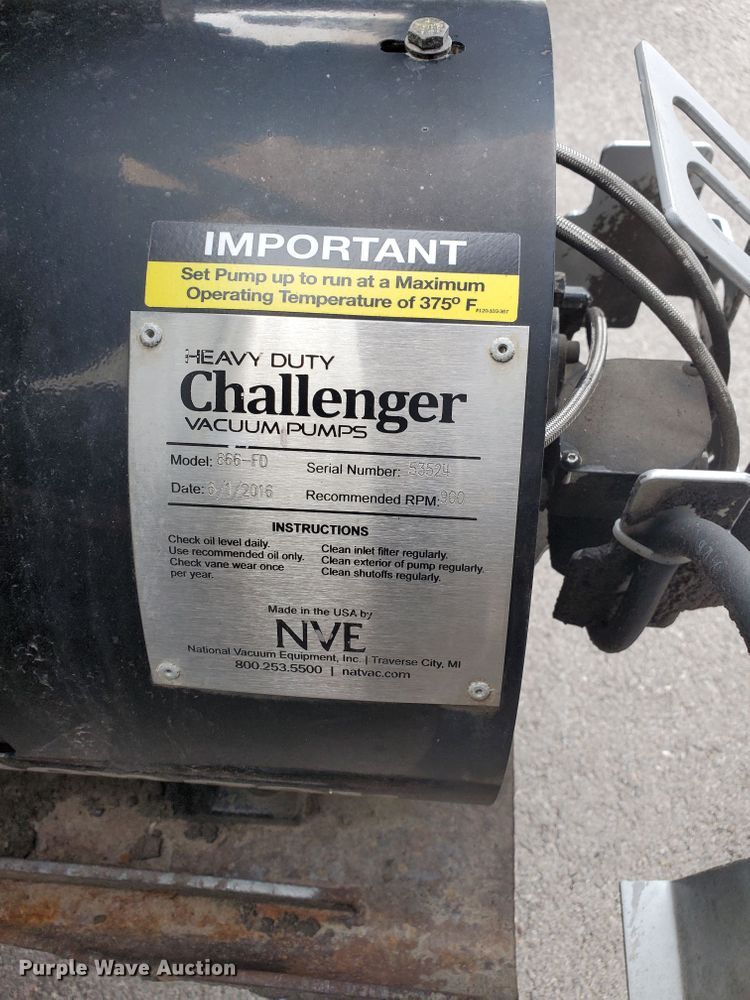 IMPORTANT
Set Pump up to run at a Maximum
Operating Temperature of 375º F
HEAVY DUTY
Challenger
VACUUM PUMPS
Model: 866-FD
Serial Number: 53524
Date: 6/1/2016
Recommended RPM: 900
INSTRUCTIONS
Check oil level daily.
Use recommended oil only.
Check vane wear once
per year.
Clean inlet filter regularly.
Clean exterior of pump regularly.
Clean shutoffs regularly.
Made in the USA by
NVE
National Vacuum Equipment, Inc. | Traverse City, MI
800.253.5500 | natvac.com
Purple Wave Auction